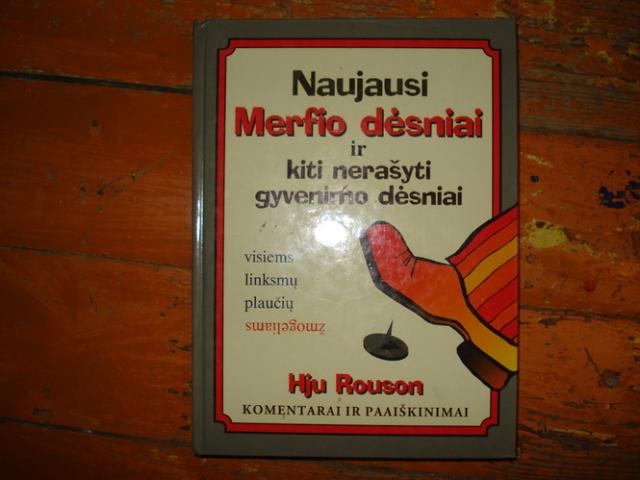 Naujausi
Merfio dėsniai
ir
kiti nerašyti
gyvenimo dėsniai
visiems
linksmų
plaučių
žmogeliams
Hju Rouson
KOMENTARAI IR PAAIŠKINIMAI